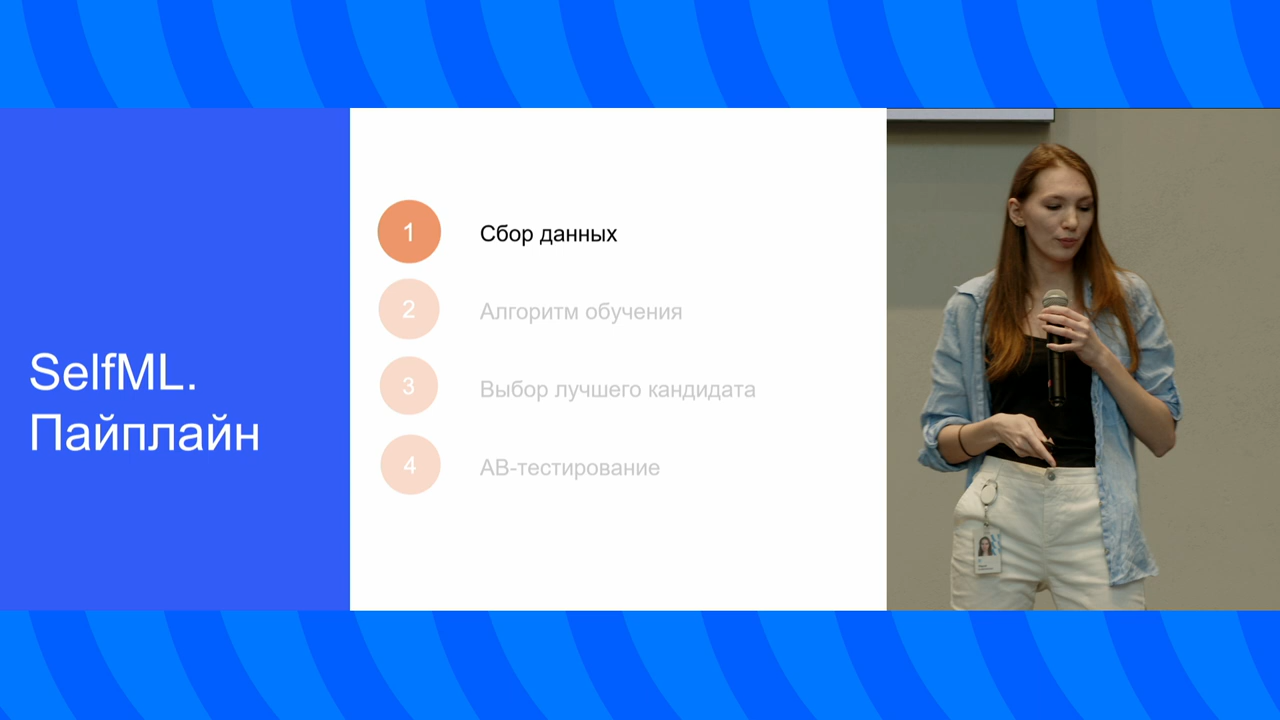 SelfML.
Пайплайн
1
Сбор данных
2
Алгоритм обучения
3
Выбор лучшего кандидата
4
АВ-тестирование